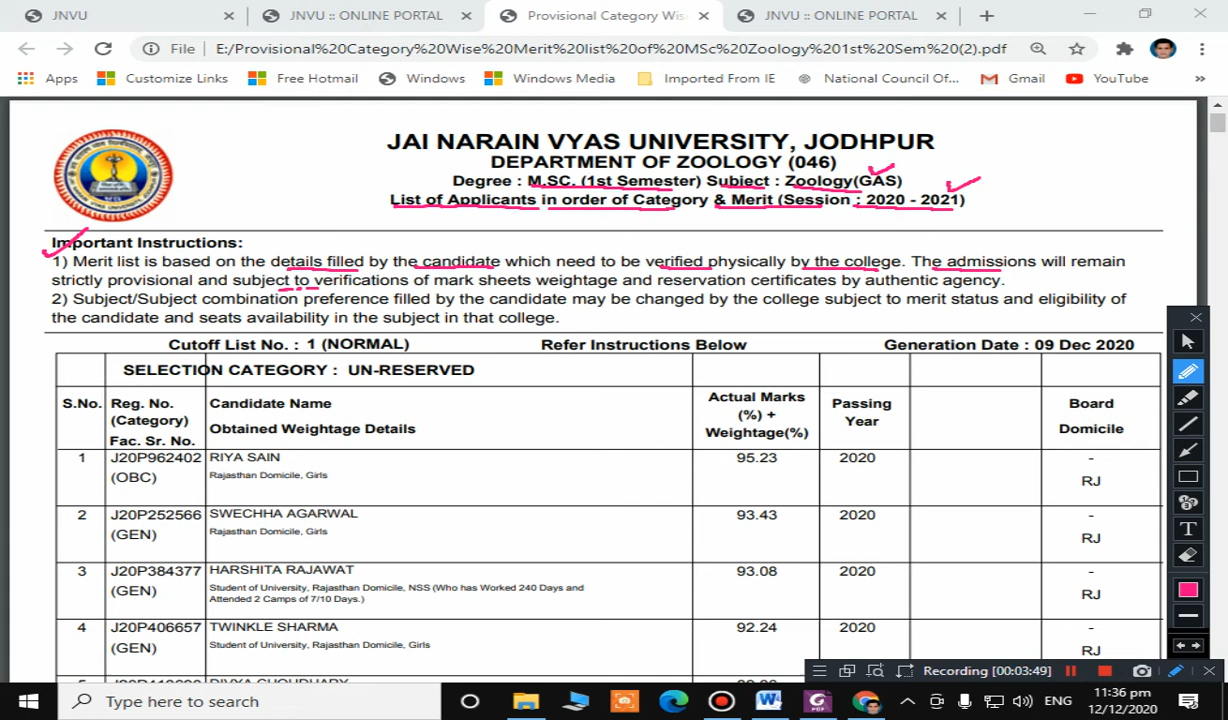 JNVU
JNVU :: ONLINE PORTAL
Provisional Category Wis
JNVU :: ONLINE PORTAL
File E:/Provisional%20Category%20Wise%20Merit%20list%20of%20MSc%20Zoology%201st%20Sem%20(2).pdf
Apps Customize Links Free Hotmail Windows Windows Media Imported From IE National Council Of... Gmail YouTube
JAI NARAIN VYAS UNIVERSITY, JODHPUR
DEPARTMENT OF ZOOLOGY (046)
Degree : M.SC. (1st Semester) Subject : Zoology(GAS)
List of Applicants in order of Category & Merit (Session : 2020 - 2021)
Important Instructions:
1) Merit list is based on the details filled by the candidate which need to be verified physically by the college. The admissions will remain
strictly provisional and subject to verifications of mark sheets weightage and reservation certificates by authentic agency.
2) Subject/Subject combination preference filled by the candidate may be changed by the college subject to merit status and eligibility of
the candidate and seats availability in the subject in that college.
Cutoff List No. : 1 (NORMAL) Refer Instructions Below Generation Date : 09 Dec 2020
SELECTION CATEGORY : UN-RESERVED
S.No. Reg. No. Candidate Name Actual Marks Passing Board
(Category) (%) + Year
Obtained Weightage Details Weightage(%) Domicile
Fac. Sr. No.
1 J20P962402 RIYA SAIN 95.23 2020 -
(OBC) Rajasthan Domicile, Girls RJ
2 J20P252566 SWECHHA AGARWAL 93.43 2020 -
(GEN) Rajasthan Domicile, Girls RJ
3 J20P384377 HARSHITA RAJAWAT 93.08 2020 -
(GEN) Student of University, Rajasthan Domicile, NSS (Who has Worked 240 Days and RJ
Attended 2 Camps of 7/10 Days.)
4 J20P406657 TWINKLE SHARMA 92.24 2020 -
(GEN) Student of University, Rajasthan Domicile, Girls RJ
Recording [00:03:49]
Type here to search
ENG
11:36 pm
12/12/2020